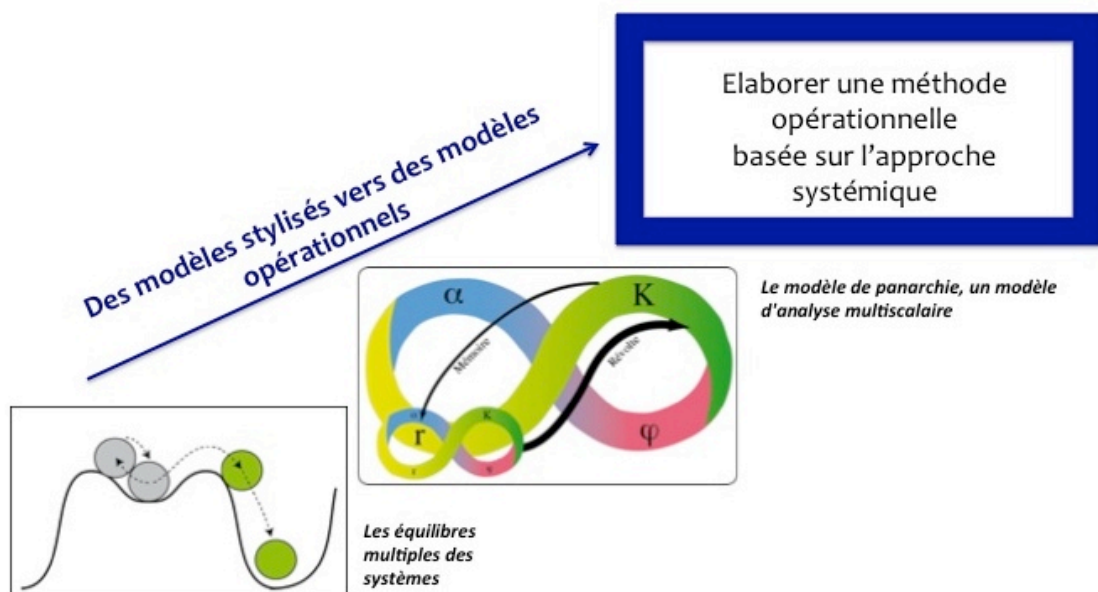 Elaborer une méthode
opérationnelle
basée sur l'approche
systémique
Des modèles stylisés vers des modèles
opérationnels
Le modèle de panarchie, un modèle
d'analyse multiscalaire
α
K
Mémoire
Révolte
r
φ
α
K
Les équilibres
multiples des
systèmes